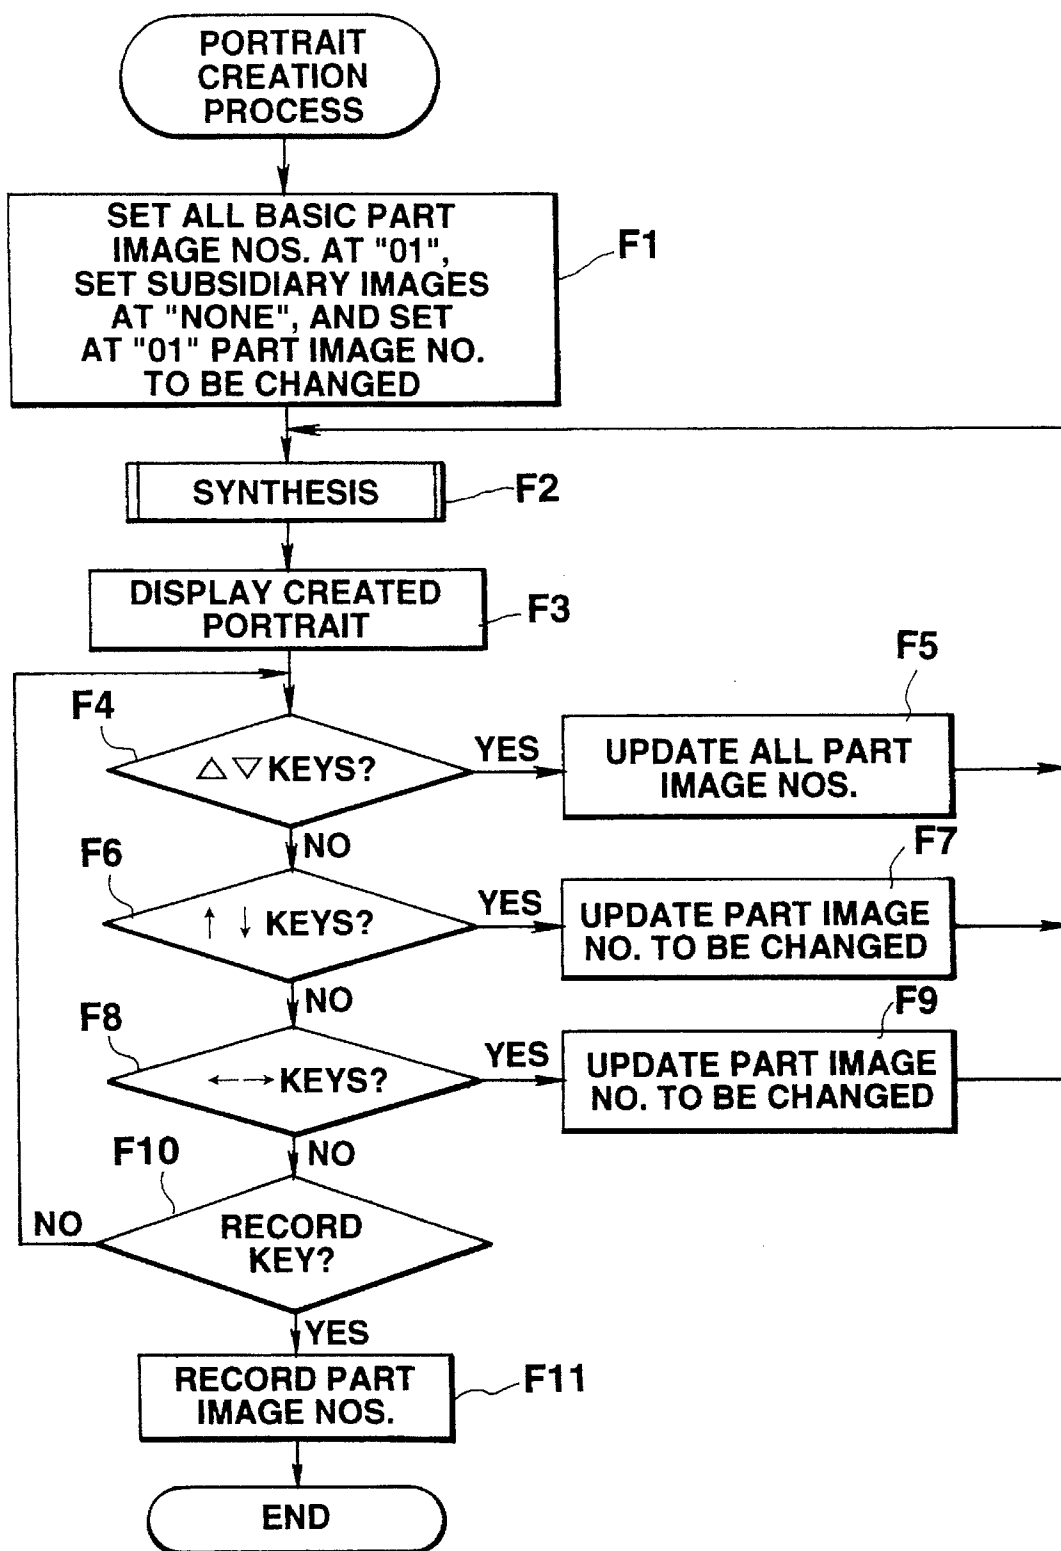 PORTRAIT
CREATION
PROCESS
SET ALL BASIC PART
IMAGE NOS. AT "01",
SET SUBSIDIARY IMAGES
AT "NONE", AND SET
AT "01" PART IMAGE NO.
TO BE CHANGED
F1
SYNTHESIS
F2
DISPLAY CREATED
PORTRAIT
F3
F4
△ ▽ KEYS?
YES
F5
UPDATE ALL PART
IMAGE NOS.
NO
F6
↑ ↓ KEYS?
YES
F7
UPDATE PART IMAGE
NO. TO BE CHANGED
NO
F8
← → KEYS?
YES
F9
UPDATE PART IMAGE
NO. TO BE CHANGED
NO
F10
RECORD
KEY?
NO
YES
RECORD PART
IMAGE NOS.
F11
END